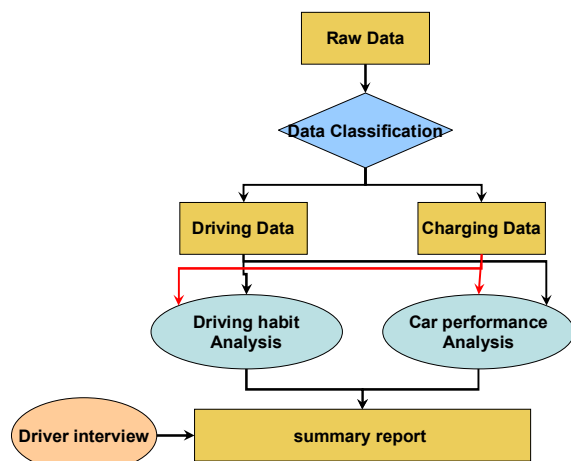 Raw Data
Data Classification
Driving Data
Charging Data
Driving habit
Analysis
Car performance
Analysis
Driver interview
summary report